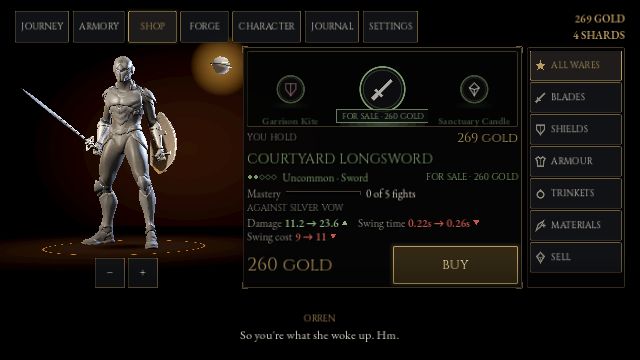 JOURNEY
ARMORY
SHOP
FORGE
CHARACTER
JOURNAL
SETTINGS
269 GOLD
4 SHARDS
Garrison Kite
FOR SALE · 260 GOLD
Sanctuary Candle
YOU HOLD
269 GOLD
COURTYARD LONGSWORD
Uncommon · Sword
FOR SALE · 260 GOLD
Mastery
0 of 5 fights
AGAINST SILVER VOW
Damage 11.2 → 23.6 Swing time 0.22s → 0.26s
Swing cost 9 → 11
260 GOLD
BUY
ALL WARES
BLADES
SHIELDS
ARMOUR
TRINKETS
MATERIALS
SELL
− +
ORREN
So you're what she woke up. Hm.